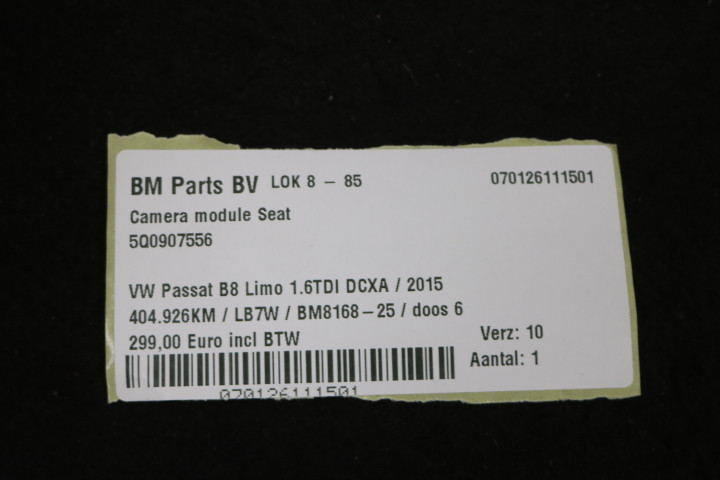 BM Parts BV LOK 8 – 85 070126111501
Camera module Seat
5Q0907556
VW Passat B8 Limo 1.6TDI DCXA / 2015
404.926KM / LB7W / BM8168–25 / doos 6
299,00 Euro incl BTW Verz: 10
Aantal: 1
070126111501